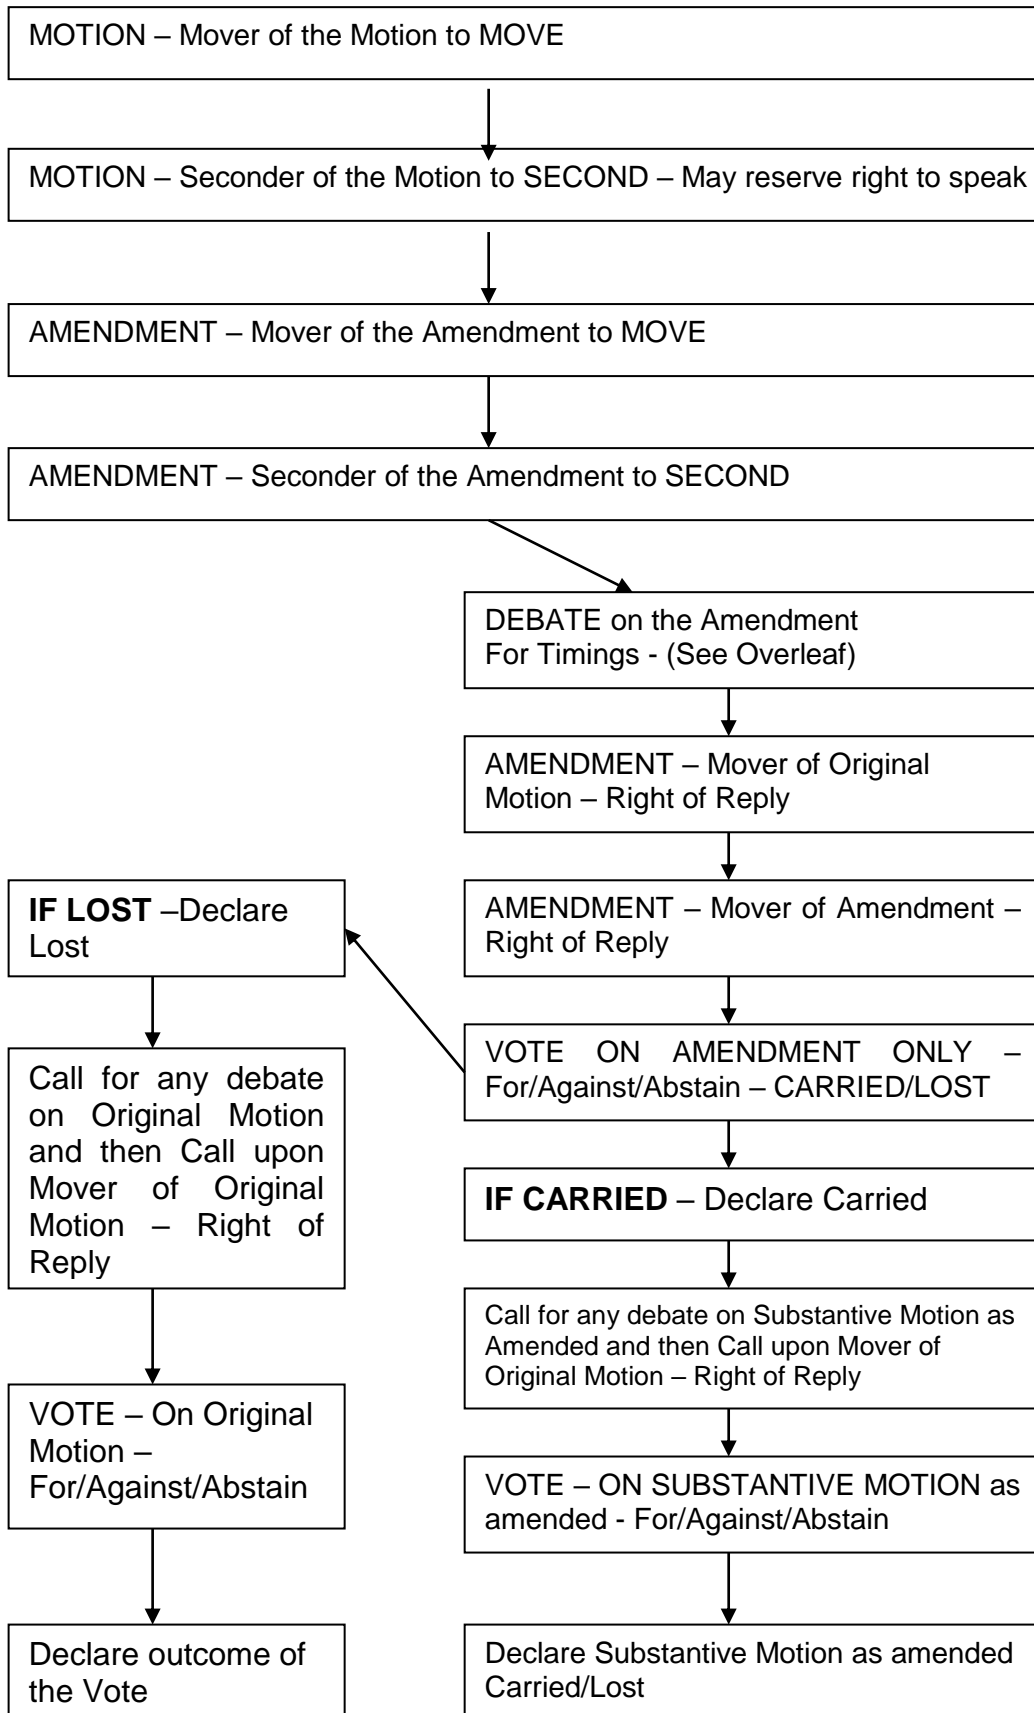 MOTION – Mover of the Motion to MOVE
MOTION – Seconder of the Motion to SECOND – May reserve right to speak
AMENDMENT – Mover of the Amendment to MOVE
AMENDMENT – Seconder of the Amendment to SECOND
DEBATE on the Amendment
For Timings - (See Overleaf)
AMENDMENT – Mover of Original
Motion – Right of Reply
AMENDMENT – Mover of Amendment –
Right of Reply
VOTE ON AMENDMENT ONLY –
For/Against/Abstain – CARRIED/LOST
IF LOST –Declare
Lost
Call for any debate
on Original Motion
and then Call upon
Mover of Original
Motion – Right of
Reply
VOTE – On Original
Motion –
For/Against/Abstain
Declare outcome of
the Vote
IF CARRIED – Declare Carried
Call for any debate on Substantive Motion as
Amended and then Call upon Mover of
Original Motion – Right of Reply
VOTE – ON SUBSTANTIVE MOTION as
amended - For/Against/Abstain
Declare Substantive Motion as amended
Carried/Lost